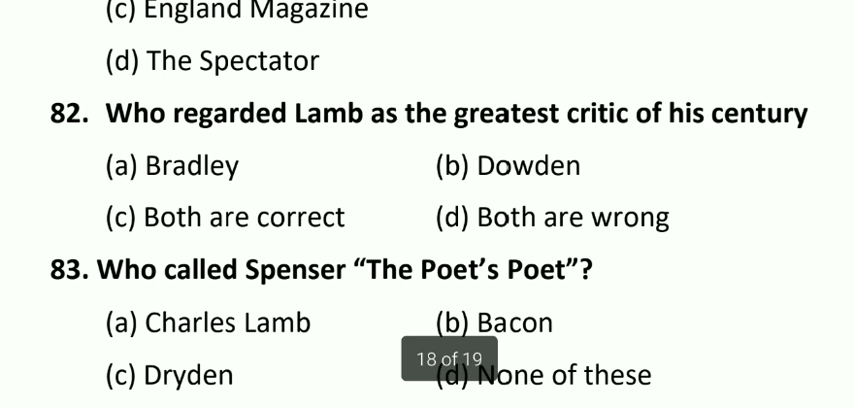 (c) England Magazine
(d) The Spectator
82. Who regarded Lamb as the greatest critic of his century
(a) Bradley (b) Dowden
(c) Both are correct (d) Both are wrong
83. Who called Spenser “The Poet’s Poet”?
(a) Charles Lamb (b) Bacon
18 of 19
(c) Dryden (d) None of these